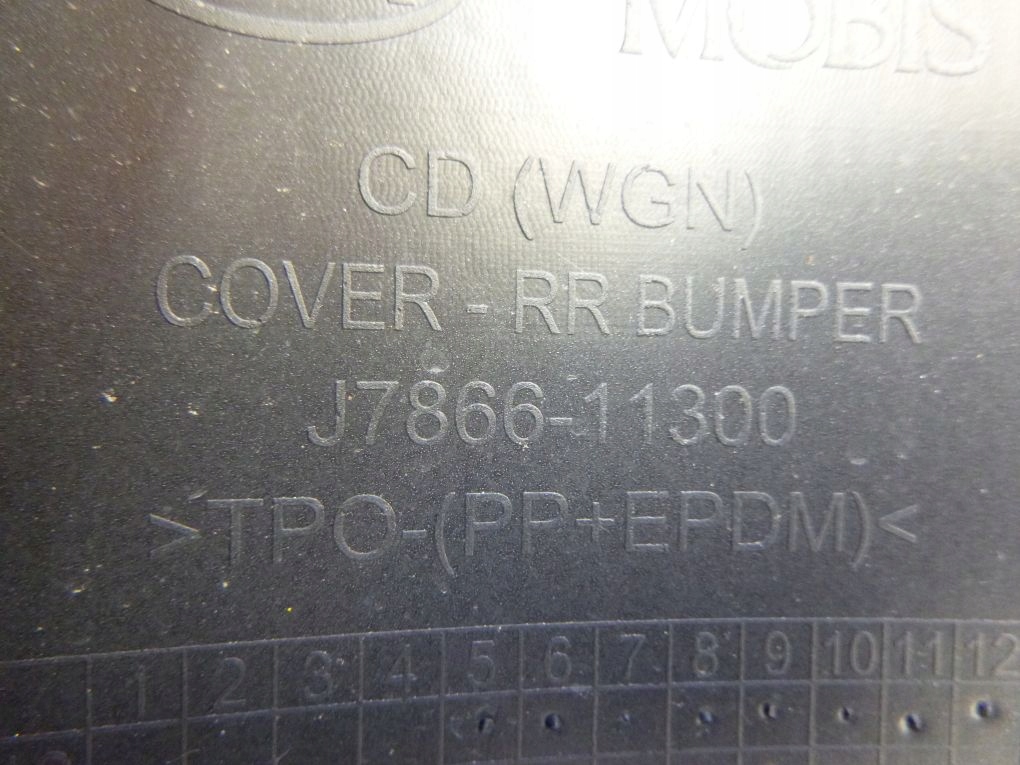 MOBIS
CD (WGN)
COVER - RR BUMPER
J7866-11300
>TPO-(PP+EPDM)<
1 2 3 4 5 6 7 8 9 10 11 12